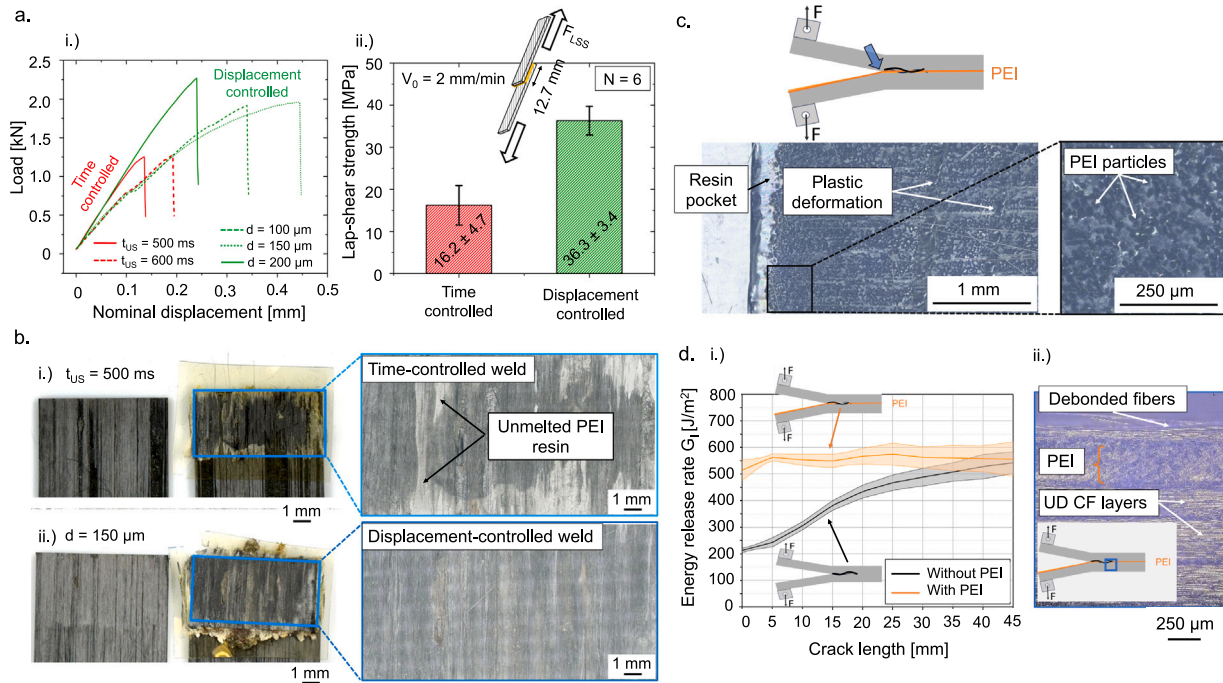 a.
i.)
2.5
2.0
1.5
1.0
0.5
0
Load [kN]
0
0.1
0.2
0.3
0.4
0.5
Nominal displacement [mm]
Displacement
controlled
Time
controlled
t_US = 500 ms
t_US = 600 ms
d = 100 µm
d = 150 µm
d = 200 µm
ii.)
F_LSS
V_0 = 2 mm/min
12.7 mm
N = 6
50
40
30
20
10
0
Lap-shear strength [MPa]
16.2 ± 4.7
36.3 ± 3.4
Time
controlled
Displacement
controlled
b.
i.)
t_US = 500 ms
1 mm
Time-controlled weld
Unmelted PEI
resin
1 mm
ii.)
d = 150 µm
1 mm
Displacement-controlled weld
1 mm
c.
F
PEI
F
Resin
pocket
Plastic
deformation
1 mm
PEI particles
250 µm
d.
i.)
800
700
600
500
400
300
200
100
0
Energy release rate G_I [J/m²]
F
PEI
F
F
F
Without PEI
With PEI
0
5
10
15
20
25
30
35
40
45
Crack length [mm]
ii.)
Debonded fibers
PEI
UD CF layers
F
PEI
F
250 µm